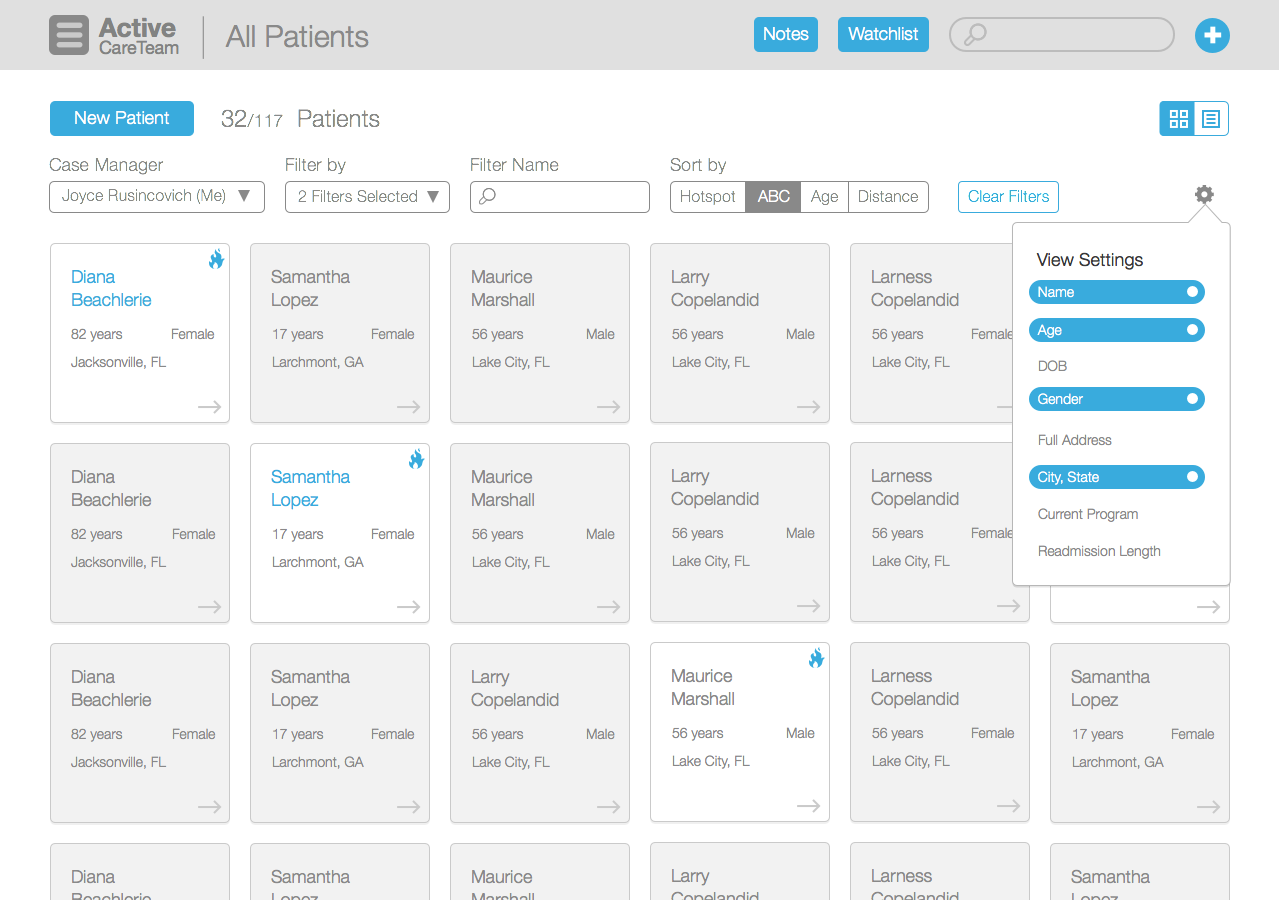 Active
CareTeam
All Patients
Notes
Watchlist
New Patient
32/117 Patients
Case Manager
Filter by
Filter Name
Sort by
Joyce Rusincovich (Me)
2 Filters Selected
Hotspot
ABC
Age
Distance
Clear Filters
View Settings
Name
Age
DOB
Gender
Full Address
City, State
Current Program
Readmission Length
Diana
Beachlerie
82 years Female
Jacksonville, FL
Samantha
Lopez
17 years Female
Larchmont, GA
Maurice
Marshall
56 years Male
Lake City, FL
Larry
Copelandid
56 years Male
Lake City, FL
Larness
Copelandid
56 years Female
Lake City, FL
Diana
Beachlerie
82 years Female
Jacksonville, FL
Samantha
Lopez
17 years Female
Larchmont, GA
Maurice
Marshall
56 years Male
Lake City, FL
Larry
Copelandid
56 years Male
Lake City, FL
Larness
Copelandid
56 years Female
Lake City, FL
Diana
Beachlerie
82 years Female
Jacksonville, FL
Samantha
Lopez
17 years Female
Larchmont, GA
Larry
Copelandid
56 years Male
Lake City, FL
Maurice
Marshall
56 years Male
Lake City, FL
Larness
Copelandid
56 years Female
Lake City, FL
Samantha
Lopez
17 years Female
Larchmont, GA
Diana
Beachlerie
Samantha
Lopez
Maurice
Marshall
Larry
Copelandid
Larness
Copelandid
Samantha
Lopez